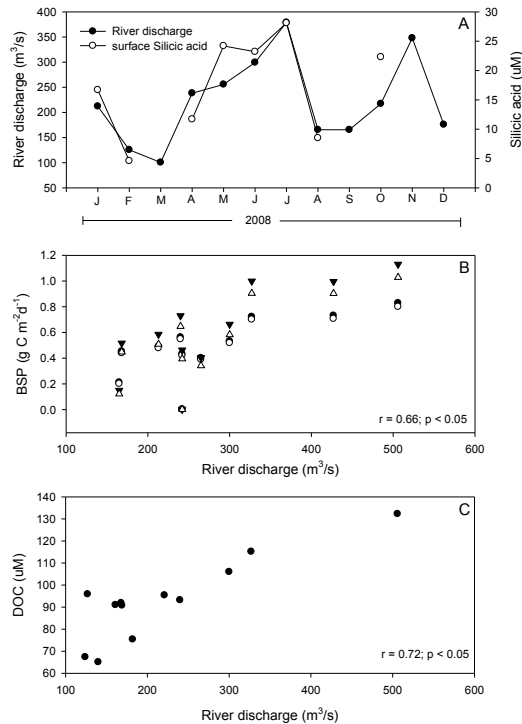 A
River discharge
surface Silicic acid
River discharge (m³/s)
400
350
300
250
200
150
100
50
Silicic acid (uM)
30
25
20
15
10
5
0
J F M A M J J A S O N D
2008
B
BSP (g C m⁻²d⁻¹)
1.2
1.0
0.8
0.6
0.4
0.2
0.0
r = 0.66; p < 0.05
100 200 300 400 500 600
River discharge (m³/s)
C
DOC (uM)
140
130
120
110
100
90
80
70
60
r = 0.72; p < 0.05
100 200 300 400 500 600
River discharge (m³/s)